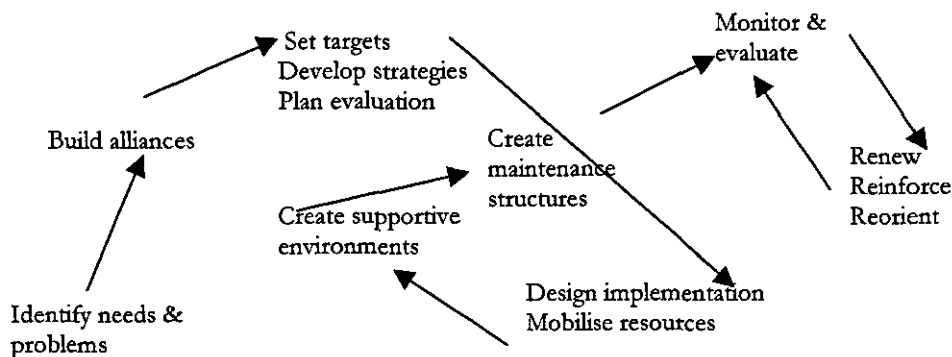 Monitor &
evaluate
Set targets
Develop strategies
Plan evaluation
Build alliances
Create
maintenance
structures
Renew
Reinforce
Reorient
Create supportive
environments
Design implementation
Mobilise resources
Identify needs &
problems